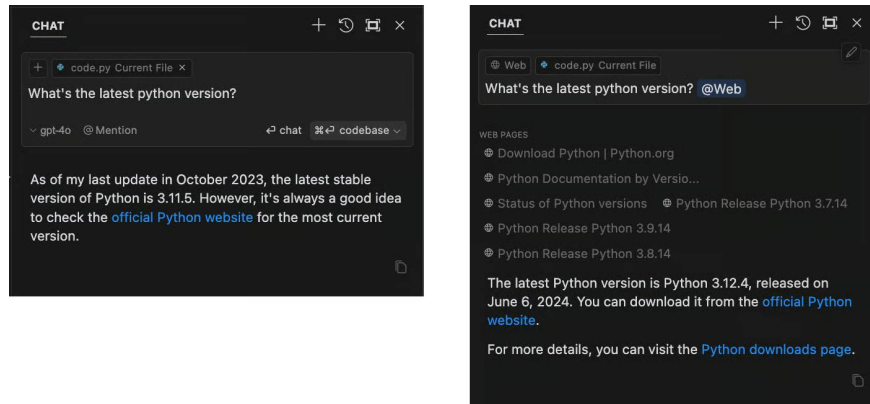 CHAT
code.py Current File ×
What's the latest python version?
gpt-4o @Mention
chat ⌘ codebase
As of my last update in October 2023, the latest stable
version of Python is 3.11.5. However, it's always a good idea
to check the official Python website for the most current
version.
CHAT
Web code.py Current File
What's the latest python version? @Web
WEB PAGES
Download Python | Python.org
Python Documentation by Versio...
Status of Python versions Python Release Python 3.7.14
Python Release Python 3.9.14
Python Release Python 3.8.14
The latest Python version is Python 3.12.4, released on
June 6, 2024. You can download it from the official Python
website.
For more details, you can visit the Python downloads page.